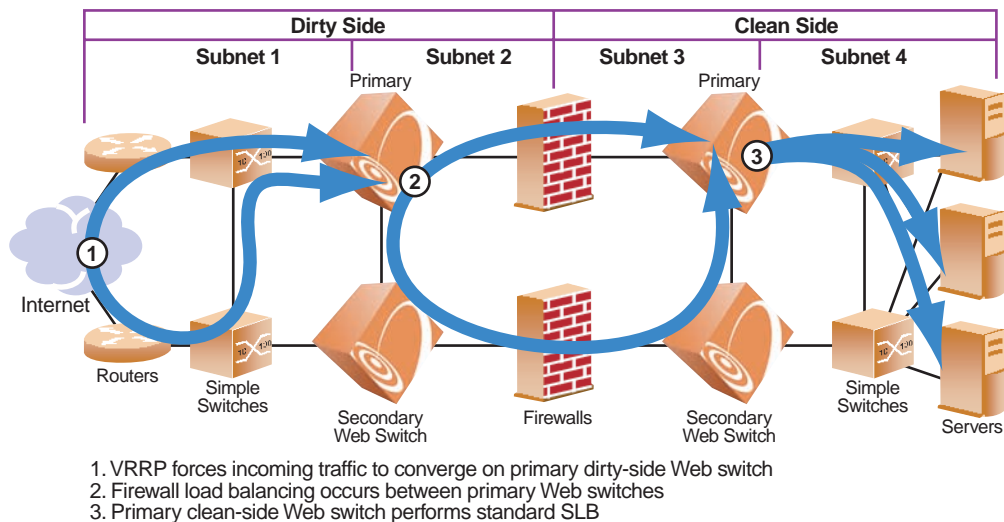 Dirty Side
Clean Side
Subnet 1
Subnet 2
Subnet 3
Subnet 4
Primary
Primary
1
2
3
Internet
Routers
Simple
Switches
Secondary
Web Switch
Firewalls
Secondary
Web Switch
Simple
Switches
Servers
1. VRRP forces incoming traffic to converge on primary dirty-side Web switch
2. Firewall load balancing occurs between primary Web switches
3. Primary clean-side Web switch performs standard SLB